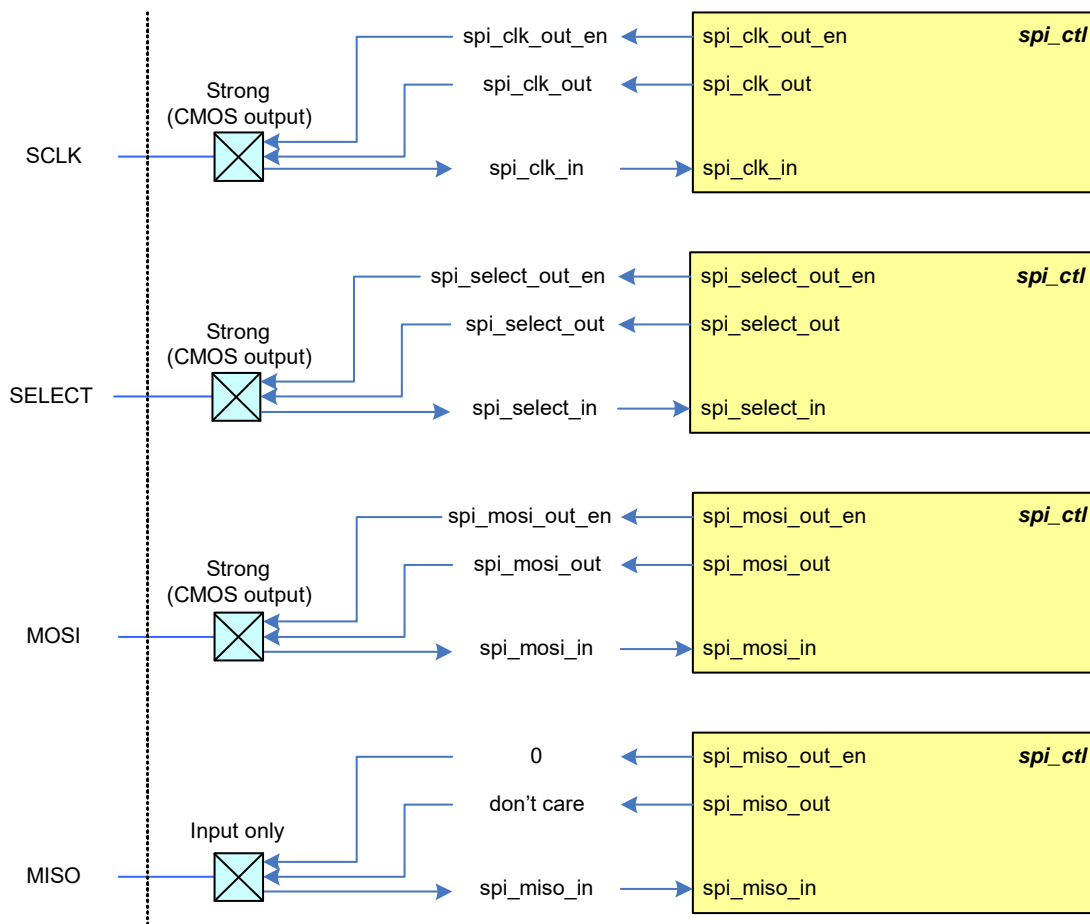 spi_clk_out_en spi_clk_out_en spi_ctl
spi_clk_out spi_clk_out
Strong
(CMOS output)
SCLK
spi_clk_in spi_clk_in
spi_select_out_en spi_select_out_en spi_ctl
spi_select_out spi_select_out
Strong
(CMOS output)
SELECT
spi_select_in spi_select_in
spi_mosi_out_en spi_mosi_out_en spi_ctl
spi_mosi_out spi_mosi_out
Strong
(CMOS output)
MOSI
spi_mosi_in spi_mosi_in
0 spi_miso_out_en spi_ctl
don't care spi_miso_out
Input only
MISO
spi_miso_in spi_miso_in